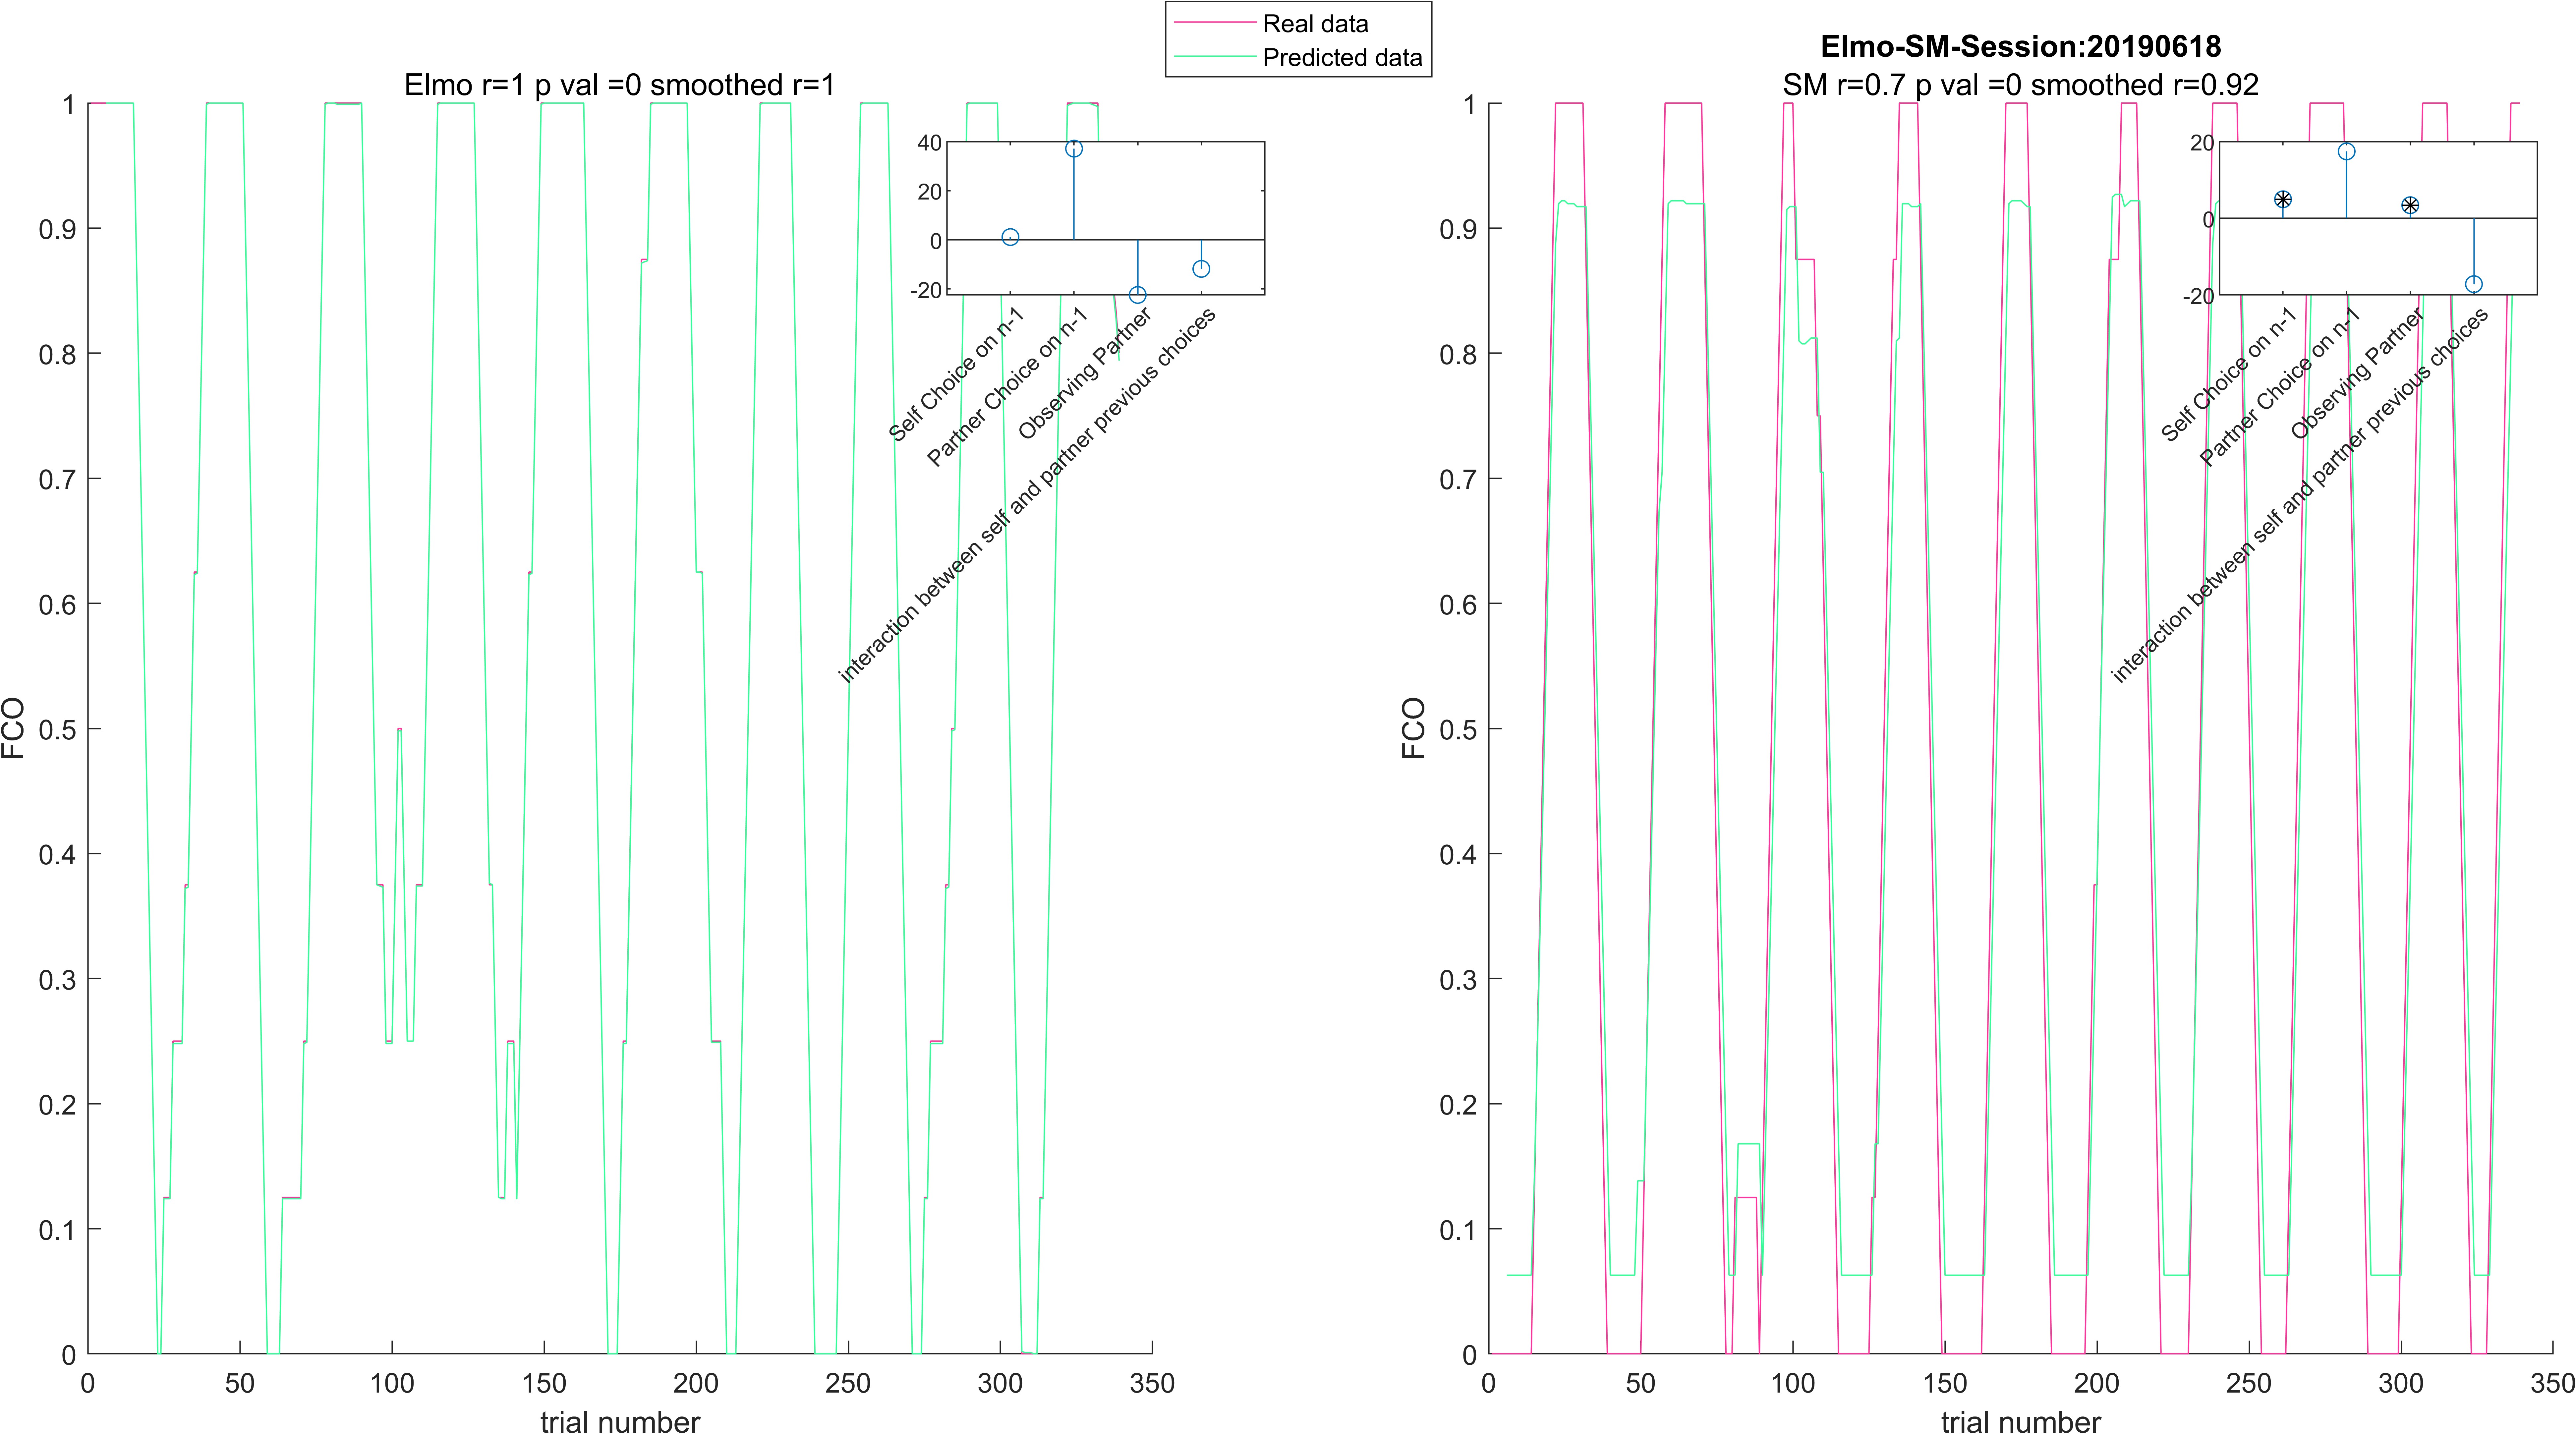 Real data
Predicted data
Elmo r=1 p val =0 smoothed r=1
1
0.9
0.8
0.7
0.6
0.5
0.4
0.3
0.2
0.1
0
FCO
0
50
100
150
200
250
300
350
trial number
40
20
0
-20
Self Choice on n-1
Partner Choice on n-1
Observing Partner
interaction between self and partner previous choices
Elmo-SM-Session:20190618
SM r=0.7 p val =0 smoothed r=0.92
1
0.9
0.8
0.7
0.6
0.5
0.4
0.3
0.2
0.1
0
FCO
0
50
100
150
200
250
300
350
trial number
20
0
-20
Self Choice on n-1
Partner Choice on n-1
Observing Partner
interaction between self and partner previous choices